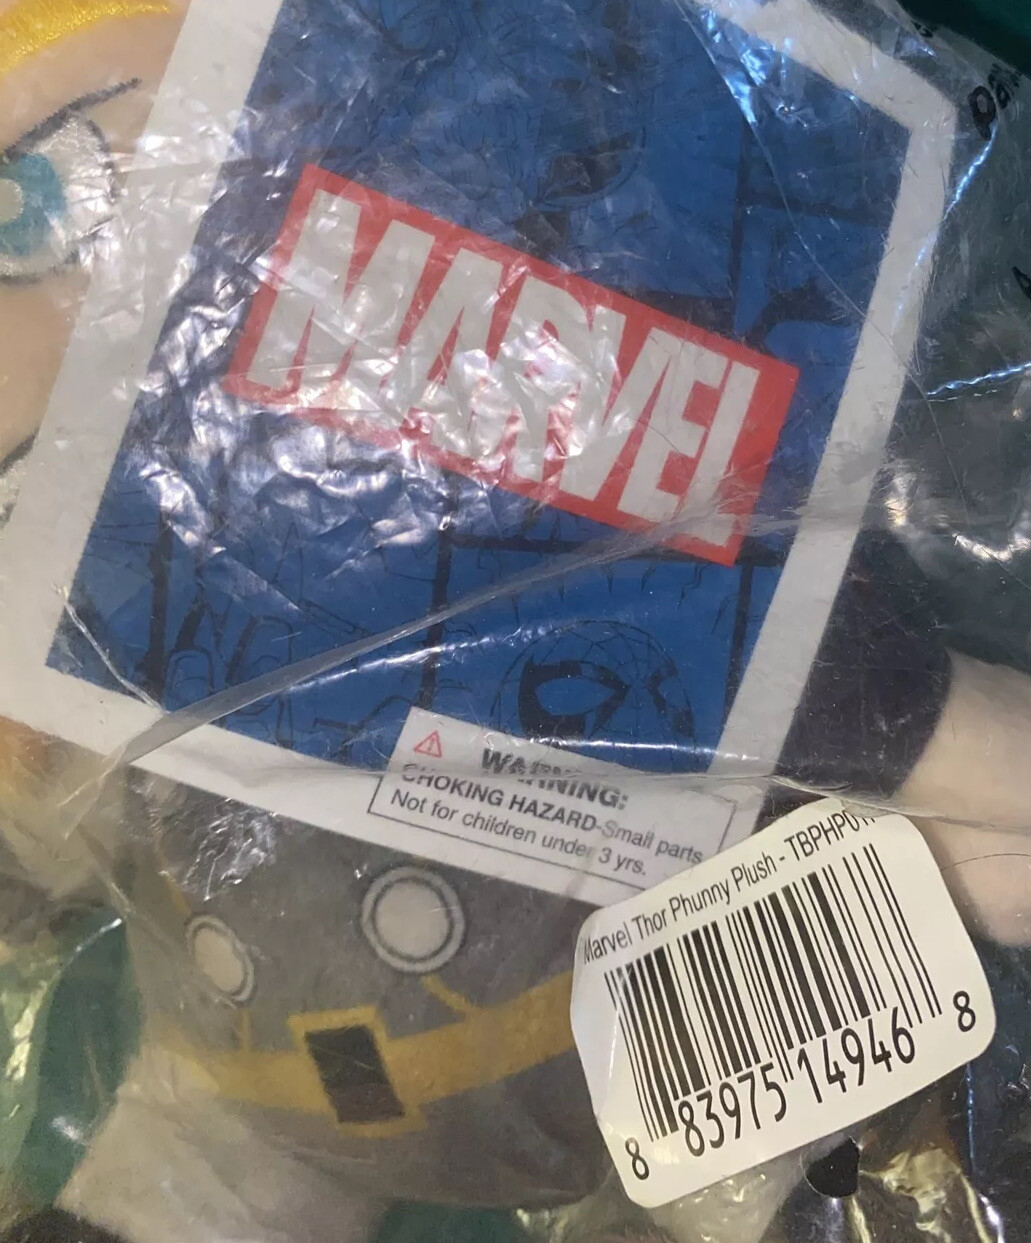 MARVEL
WARNING:
CHOKING HAZARD-Small parts
Not for children under 3 yrs.
Marvel Thor Phunny Plush -
8 83975 14946 8